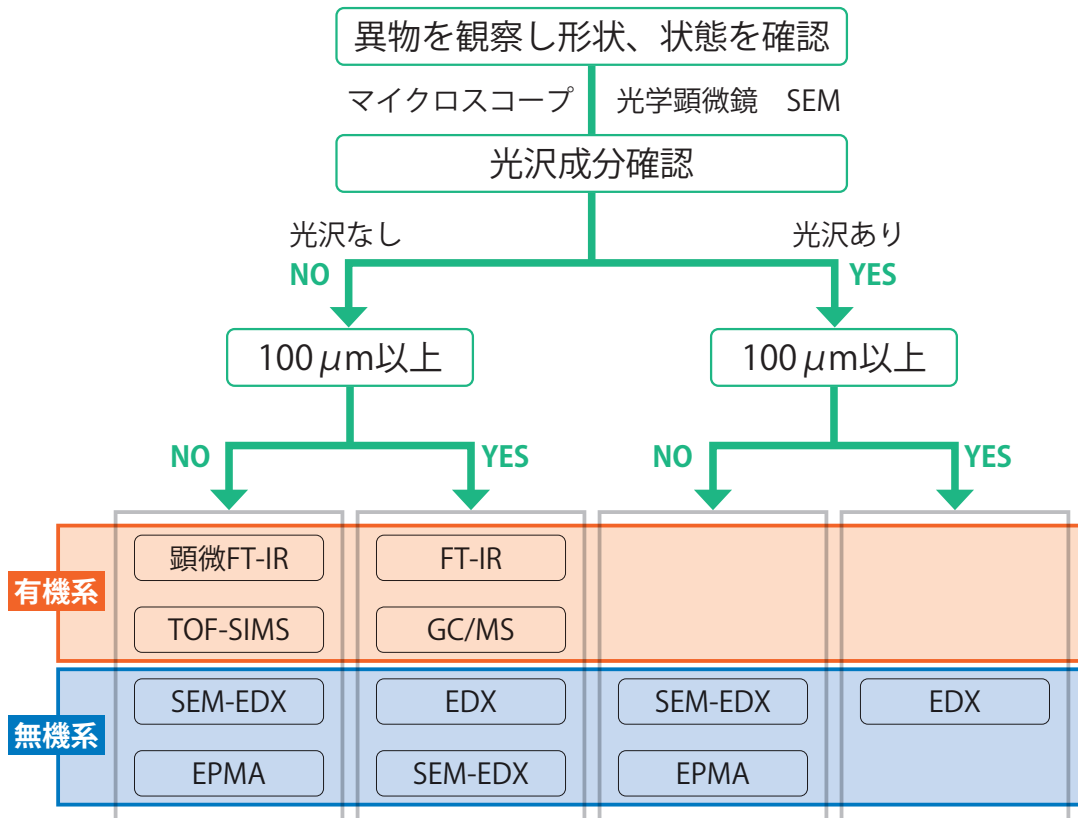 異物を観察し形状、状態を確認
マイクロスコープ 光学顕微鏡 SEM
光沢成分確認
光沢なし 光沢あり
NO YES
100μm以上 100μm以上
NO YES NO YES
有機系
顕微FT-IR FT-IR
TOF-SIMS GC/MS
無機系
SEM-EDX EDX SEM-EDX EDX
EPMA SEM-EDX EPMA